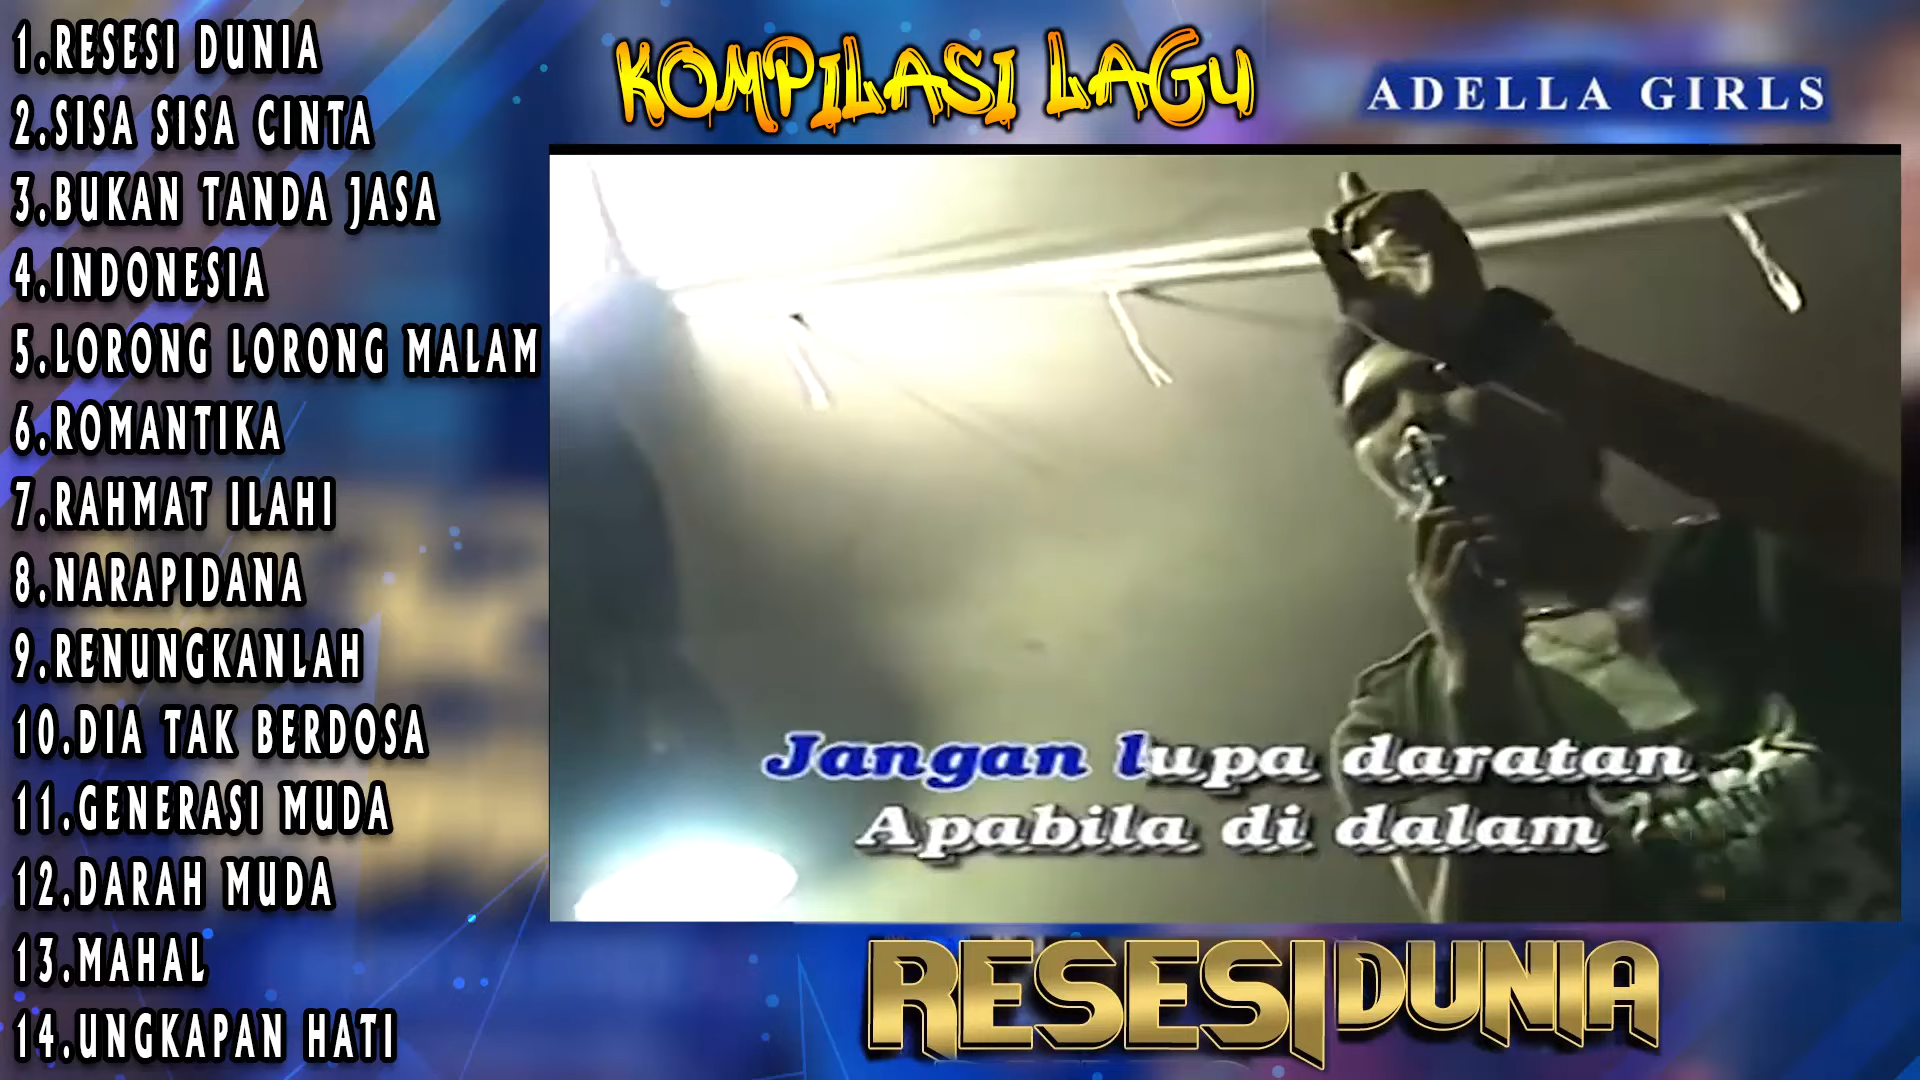 1.RESESI DUNIA
2.SISA SISA CINTA
3.BUKAN TANDA JASA
4.INDONESIA
5.LORONG LORONG MALAM
6.ROMANTIKA
7.RAHMAT ILAHI
8.NARAPIDANA
9.RENUNGKANLAH
10.DIA TAK BERDOSA
11.GENERASI MUDA
12.DARAH MUDA
13.MAHAL
14.UNGKAPAN HATI
KOMPILASI LAGU
ADELLA GIRLS
Jangan lupa daratan
Apabila di dalam
RESESI DUNIA